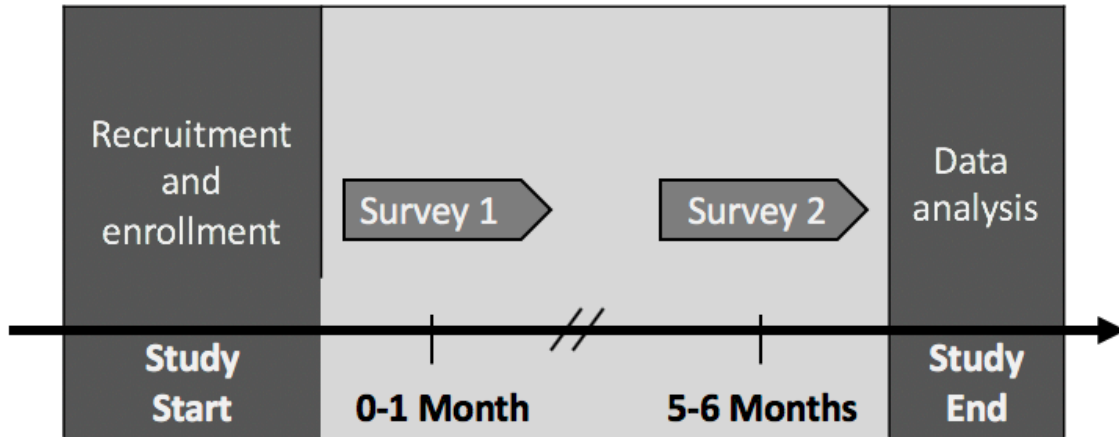 Recruitment
and
enrollment
Survey 1
Survey 2
Data
analysis
Study
Start
0-1 Month
5-6 Months
Study
End